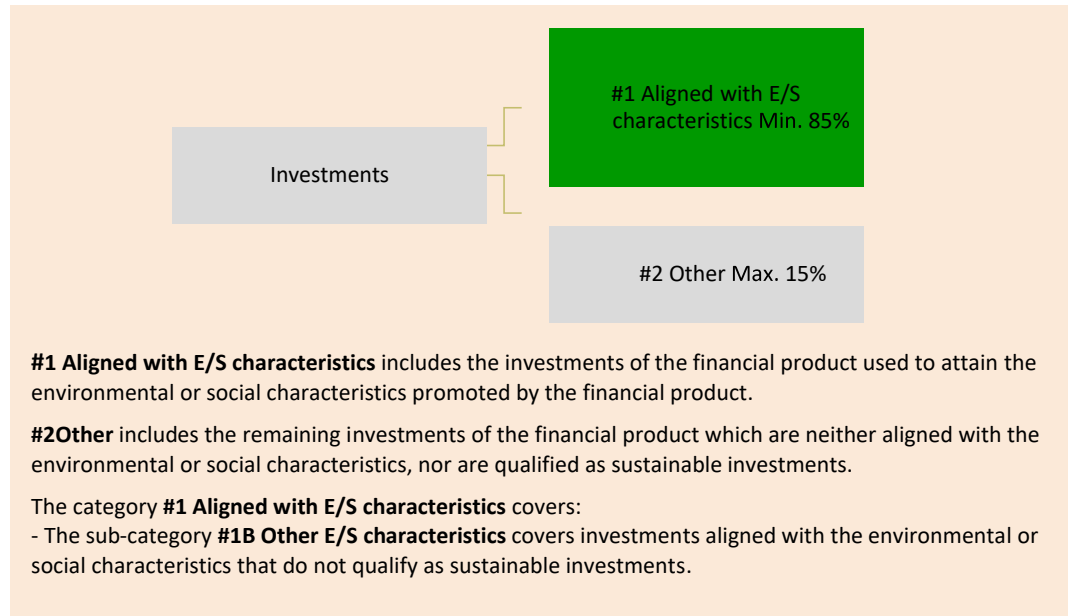 #1 Aligned with E/S
characteristics Min. 85%
Investments
#2 Other Max. 15%
#1 Aligned with E/S characteristics includes the investments of the financial product used to attain the
environmental or social characteristics promoted by the financial product.
#2Other includes the remaining investments of the financial product which are neither aligned with the
environmental or social characteristics, nor are qualified as sustainable investments.
The category #1 Aligned with E/S characteristics covers:
- The sub-category #1B Other E/S characteristics covers investments aligned with the environmental or
social characteristics that do not qualify as sustainable investments.